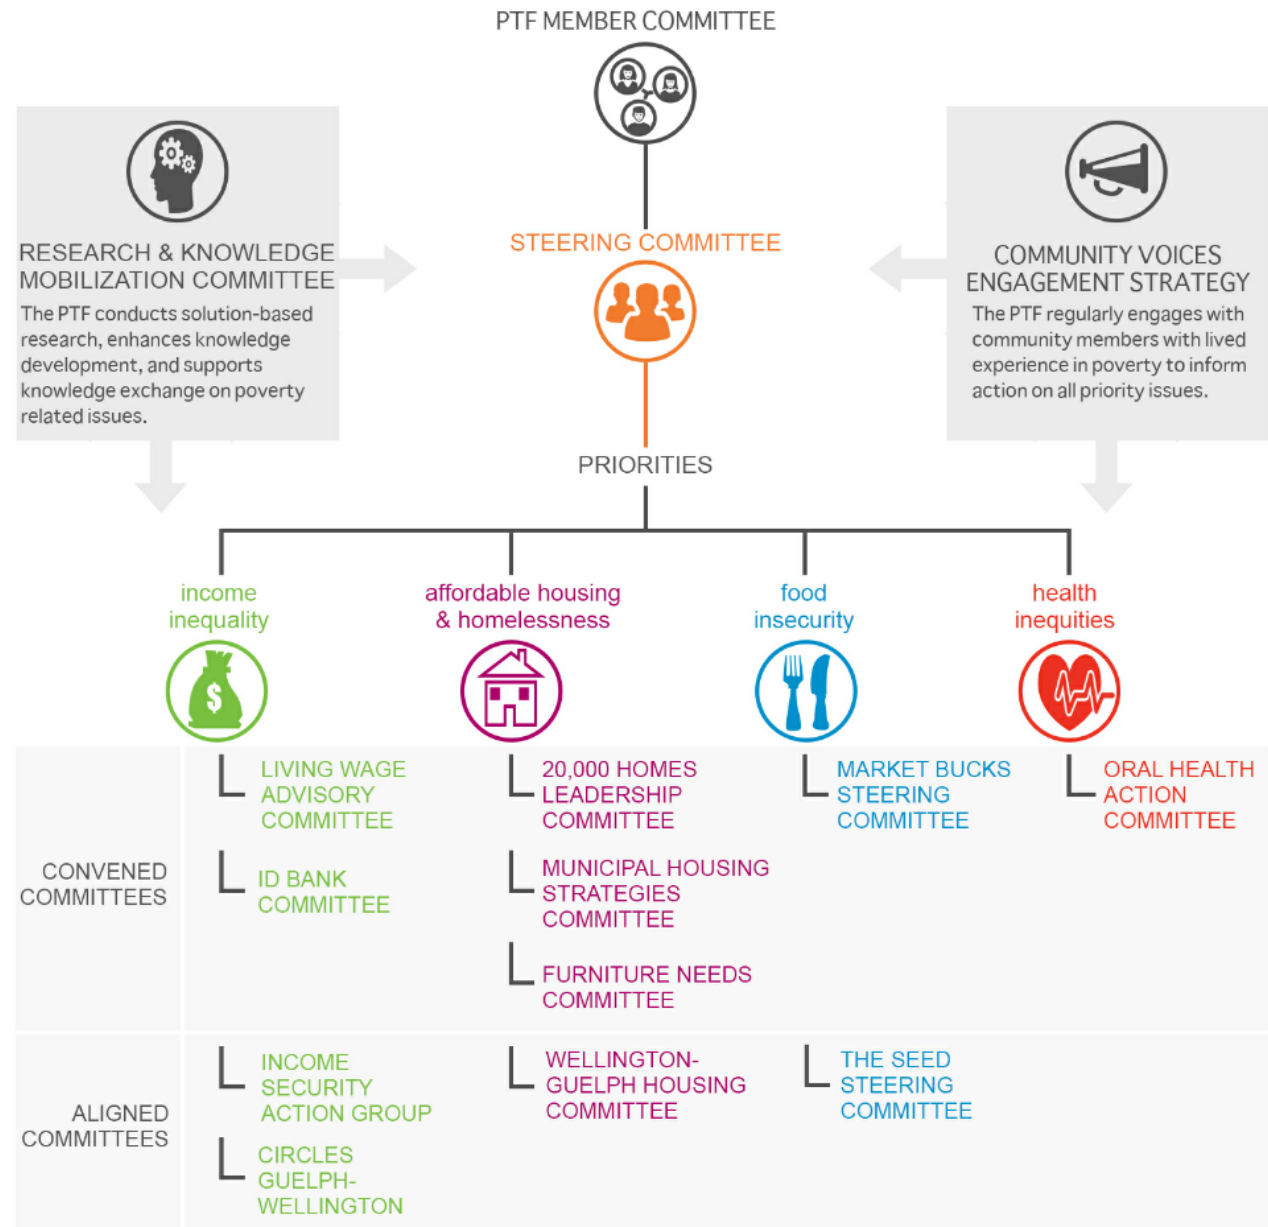 PTF MEMBER COMMITTEE
RESEARCH & KNOWLEDGE
MOBILIZATION COMMITTEE
The PTF conducts solution-based
research, enhances knowledge
development, and supports
knowledge exchange on poverty
related issues.
STEERING COMMITTEE
COMMUNITY VOICES
ENGAGEMENT STRATEGY
The PTF regularly engages with
community members with lived
experience in poverty to inform
action on all priority issues.
PRIORITIES
income
inequality
affordable housing
& homelessness
food
insecurity
health
inequities
$
CONVENED
COMMITTEES
LIVING WAGE
ADVISORY
COMMITTEE
ID BANK
COMMITTEE
20,000 HOMES
LEADERSHIP
COMMITTEE
MUNICIPAL HOUSING
STRATEGIES
COMMITTEE
FURNITURE NEEDS
COMMITTEE
MARKET BUCKS
STEERING
COMMITTEE
ORAL HEALTH
ACTION
COMMITTEE
ALIGNED
COMMITTEES
INCOME
SECURITY
ACTION GROUP
CIRCLES
GUELPH-
WELLINGTON
WELLINGTON-
GUELPH HOUSING
COMMITTEE
THE SEED
STEERING
COMMITTEE